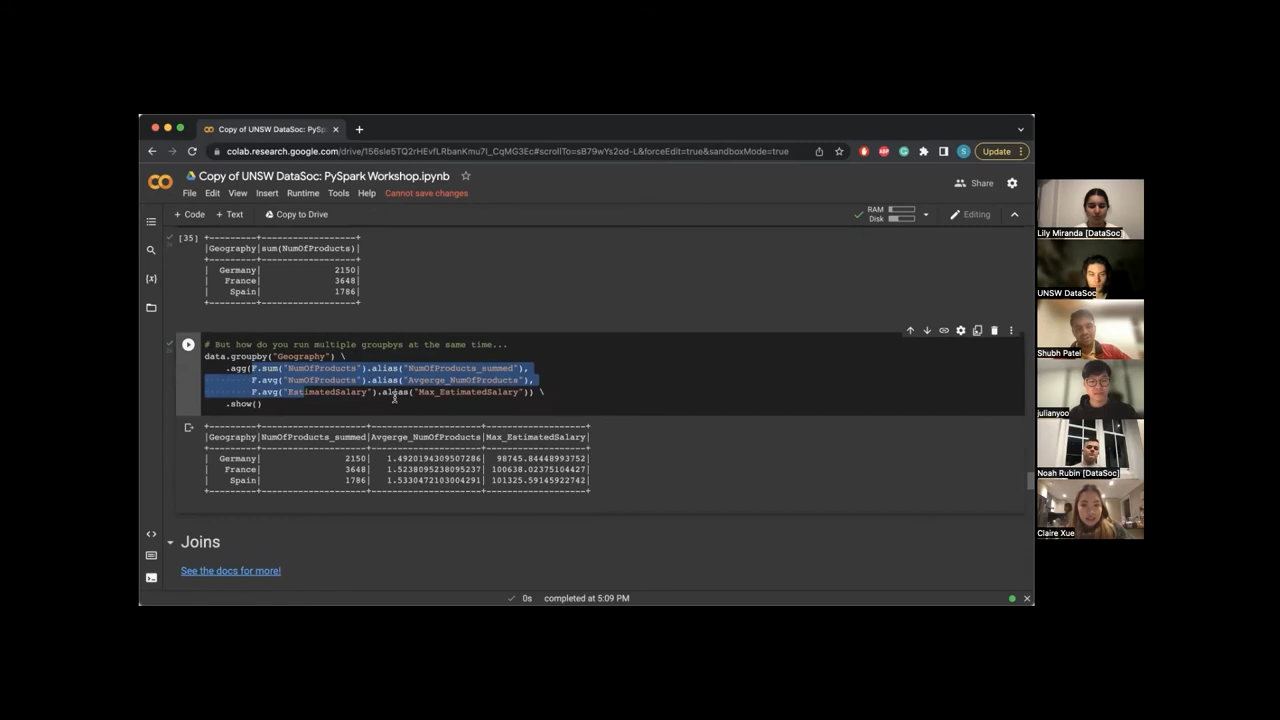 Copy of UNSW DataSoc: PySp
colab.research.google.com/drive/156sle5TQ2rHEvfLRbanKmu7I_CqMG3Ec#scrollTo=sB79wYs2od-L&forceEdit=true&sandboxMode=true
S
Update
Copy of UNSW DataSoc: PySpark Workshop.ipynb
Share
File Edit View Insert Runtime Tools Help Cannot save changes
+ Code + Text Copy to Drive
RAM
Disk
Editing
[35] +---------+------------------+
|Geography|sum(NumOfProducts)|
+---------+------------------+
| Germany| 2150|
| France| 3648|
| Spain| 1786|
+---------+------------------+
# But how do you run multiple groupbys at the same time...
data.groupby("Geography") \
.agg(F.sum("NumOfProducts").alias("NumOfProducts_summed"),
F.avg("NumOfProducts").alias("Avgerge_NumOfProducts"),
F.avg("EstimatedSalary").alias("Max_EstimatedSalary")) \
.show()
+---------+--------------------+---------------------+-------------------+
|Geography|NumOfProducts_summed|Avgerge_NumOfProducts|Max_EstimatedSalary|
+---------+--------------------+---------------------+-------------------+
| Germany| 2150| 1.4920194309507286| 98745.84448993752|
| France| 3648| 1.5238095238095237| 100638.02375104427|
| Spain| 1786| 1.5330472103004291| 101325.59145922742|
+---------+--------------------+---------------------+-------------------+
Joins
See the docs for more!
0s completed at 5:09 PM
Lily Miranda [DataSoc]
UNSW DataSoc
Shubh Patel
julianyoo
Noah Rubin [DataSoc]
Claire Xue